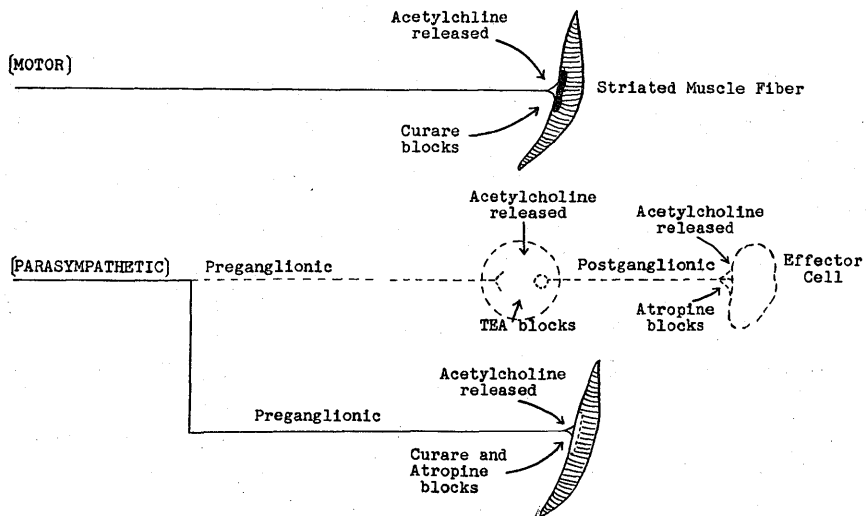 Acetylchline
released
(MOTOR)
Striated Muscle Fiber
Curare
blocks
Acetylcholine
released
Acetylcholine
released
(PARASYMPATHETIC)
Preganglionic
Postganglionic
Effector
Cell
TEA blocks
Atropine
blocks
Acetylcholine
released
Preganglionic
Curare and
Atropine
blocks